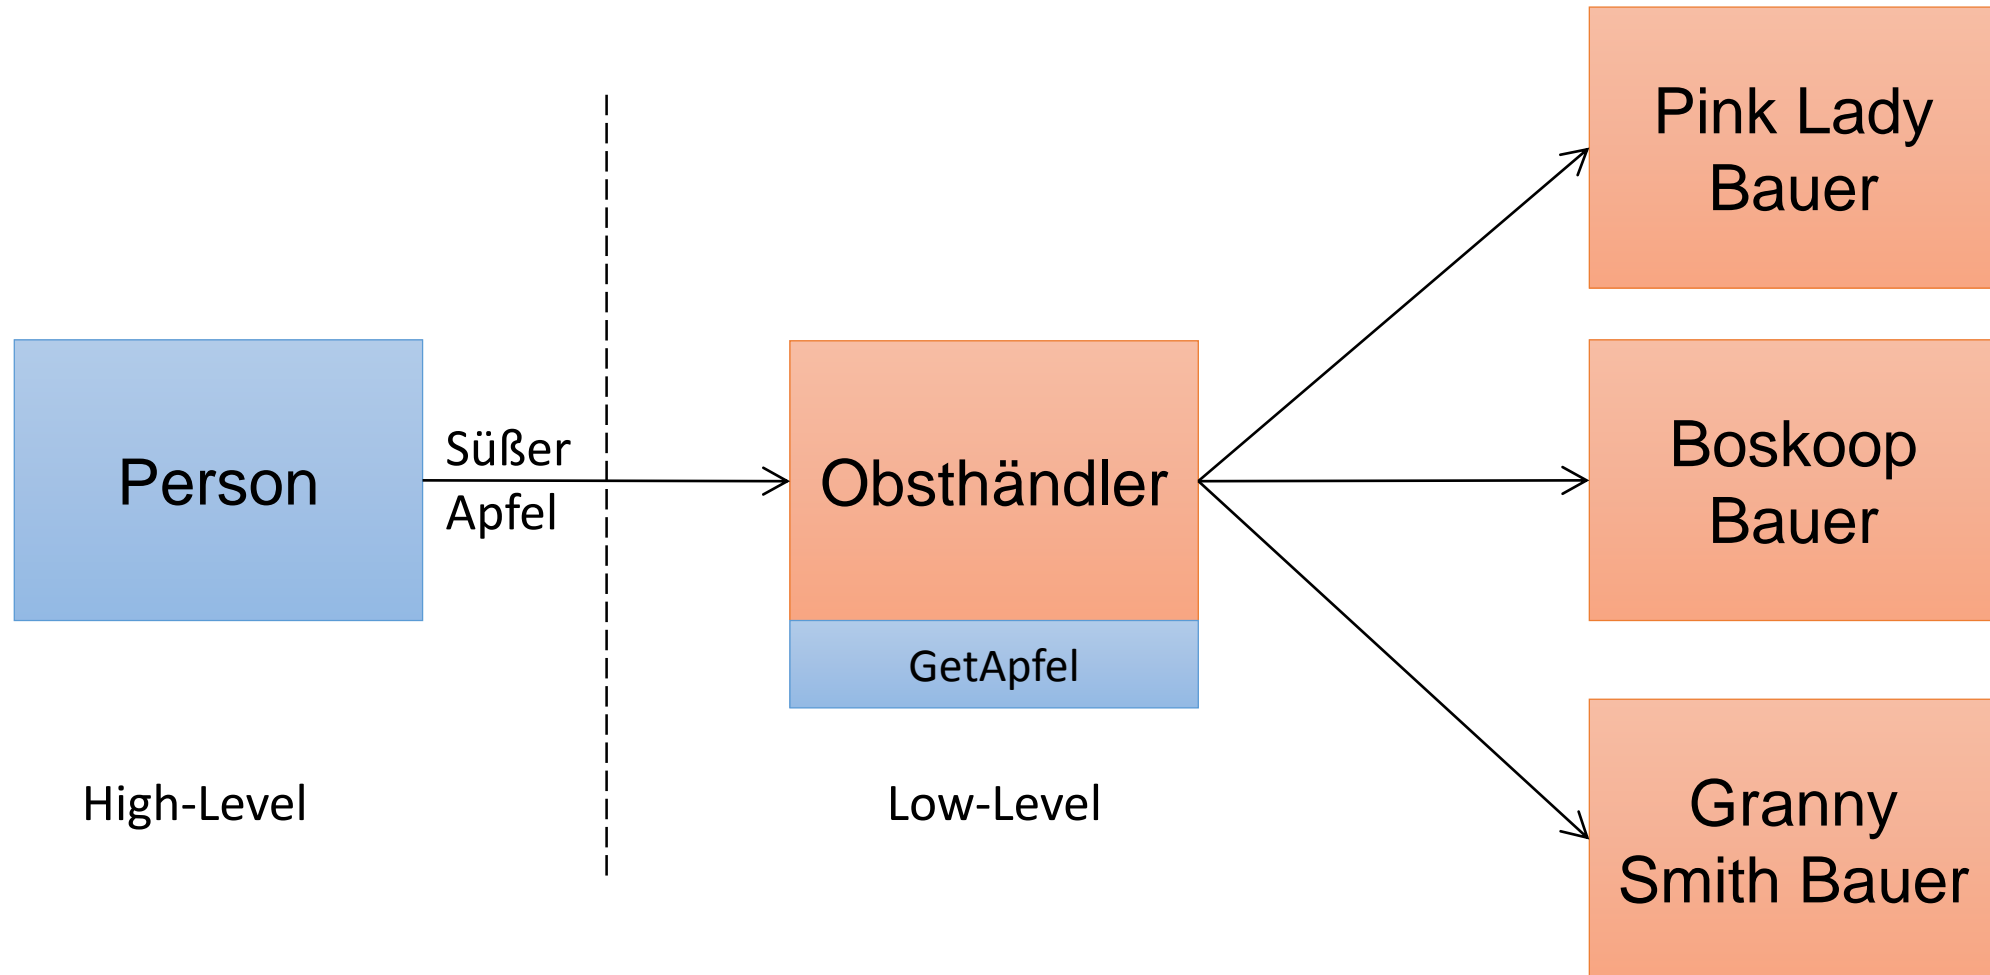 Pink Lady
Bauer
Person
Süßer
Apfel
Obsthändler
GetApfel
Boskoop
Bauer
High-Level
Low-Level
Granny
Smith Bauer